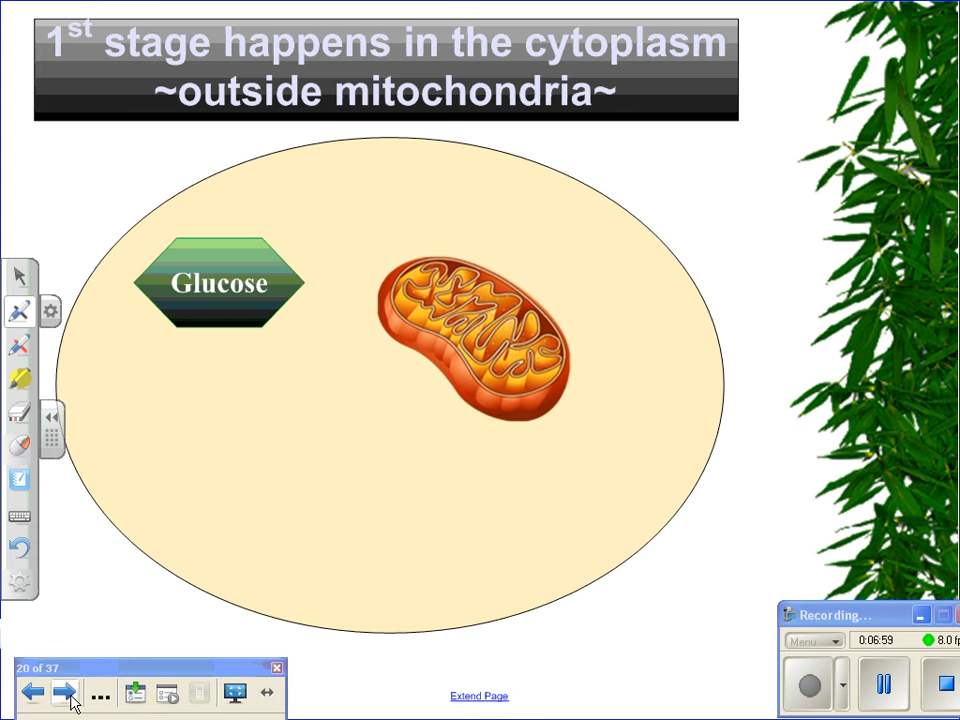 1st stage happens in the cytoplasm
~outside mitochondria~
Glucose
Recording...
Menu
0:06:59
8.0 fp
20 of 37
...
Extend Page